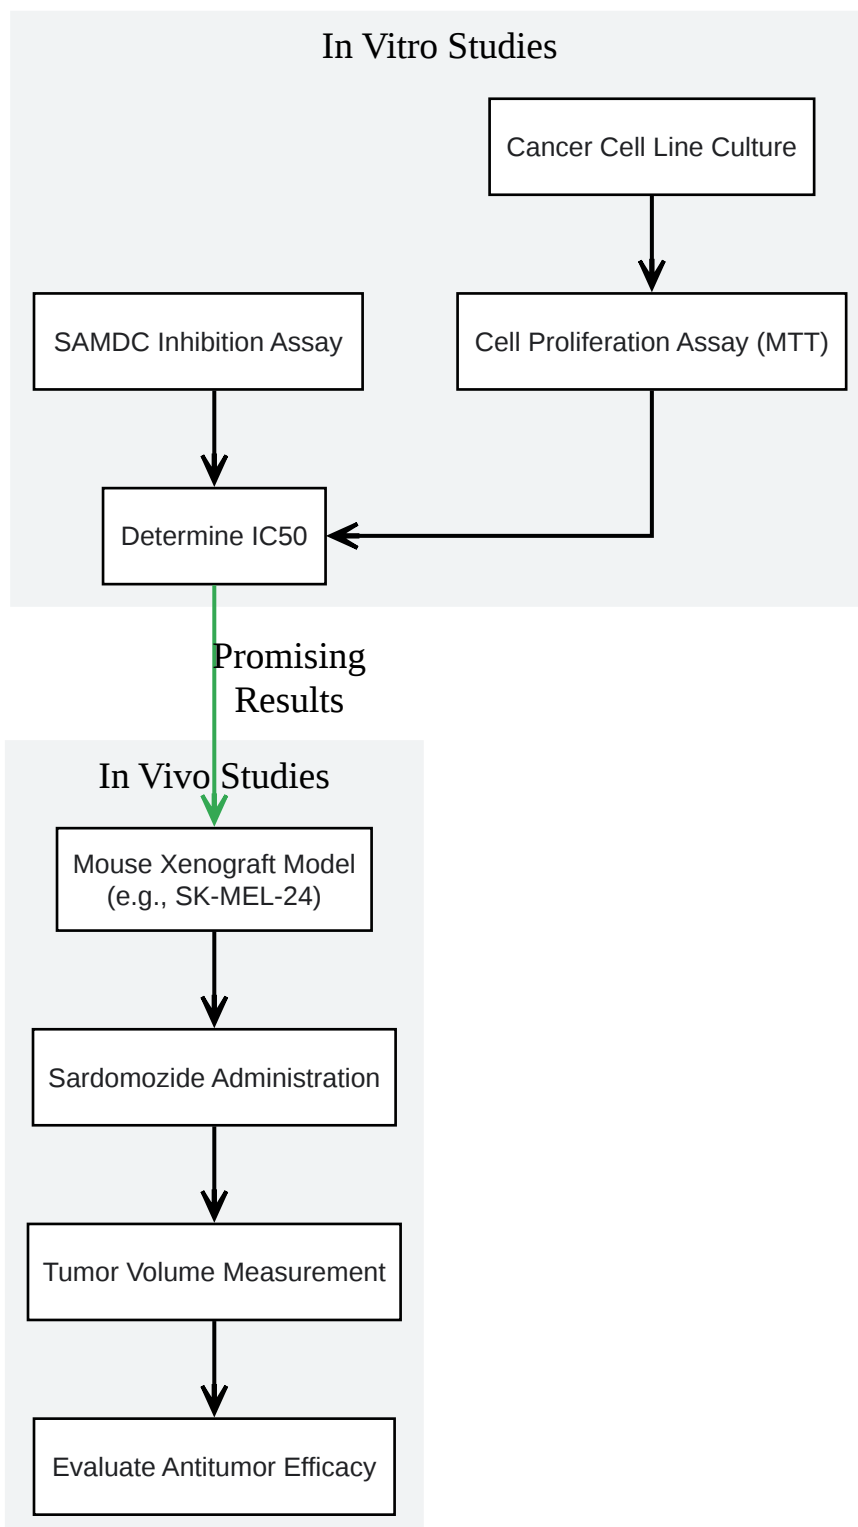 In Vitro Studies
Cancer Cell Line Culture
SAMDC Inhibition Assay
Cell Proliferation Assay (MTT)
Determine IC50
Promising
Results
In Vivo Studies
Mouse Xenograft Model
(e.g., SK-MEL-24)
Sardomozide Administration
Tumor Volume Measurement
Evaluate Antitumor Efficacy